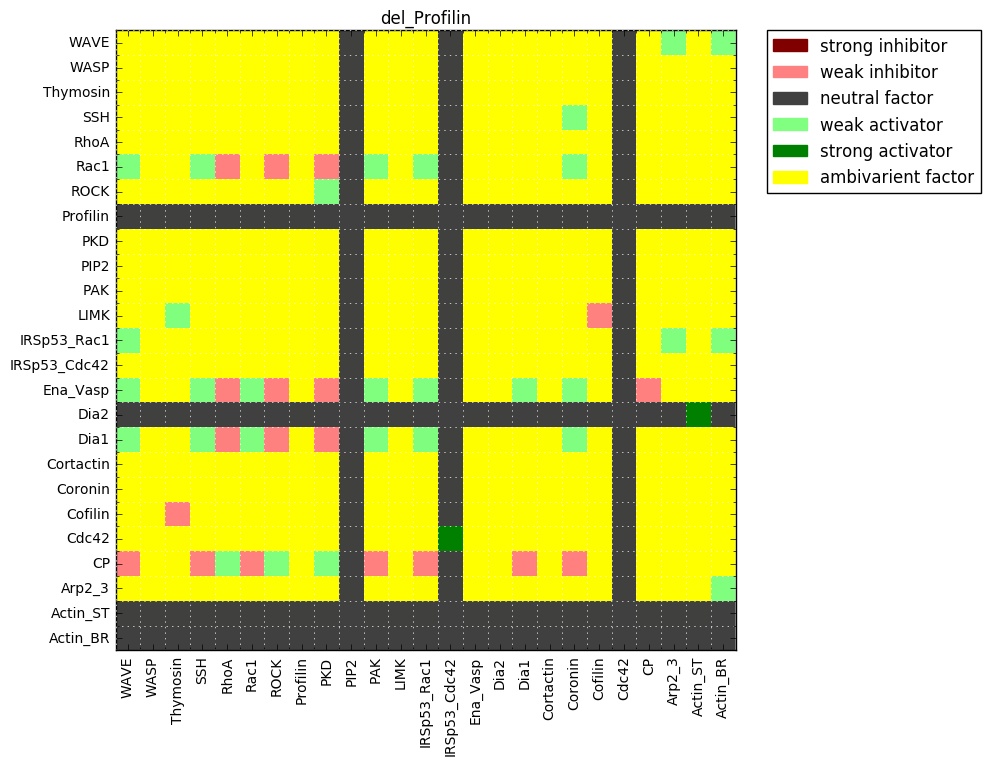 del_Profilin
WAVE
WASP
Thymosin
SSH
RhoA
Rac1
ROCK
Profilin
PKD
PIP2
PAK
LIMK
IRSp53_Rac1
IRSp53_Cdc42
Ena_Vasp
Dia2
Dia1
Cortactin
Coronin
Cofilin
Cdc42
CP
Arp2_3
Actin_ST
Actin_BR
WAVE
WASP
Thymosin
SSH
RhoA
Rac1
ROCK
Profilin
PKD
PIP2
PAK
LIMK
IRSp53_Rac1
IRSp53_Cdc42
Ena_Vasp
Dia2
Dia1
Cortactin
Coronin
Cofilin
Cdc42
CP
Arp2_3
Actin_ST
Actin_BR
strong inhibitor
weak inhibitor
neutral factor
weak activator
strong activator
ambivarient factor